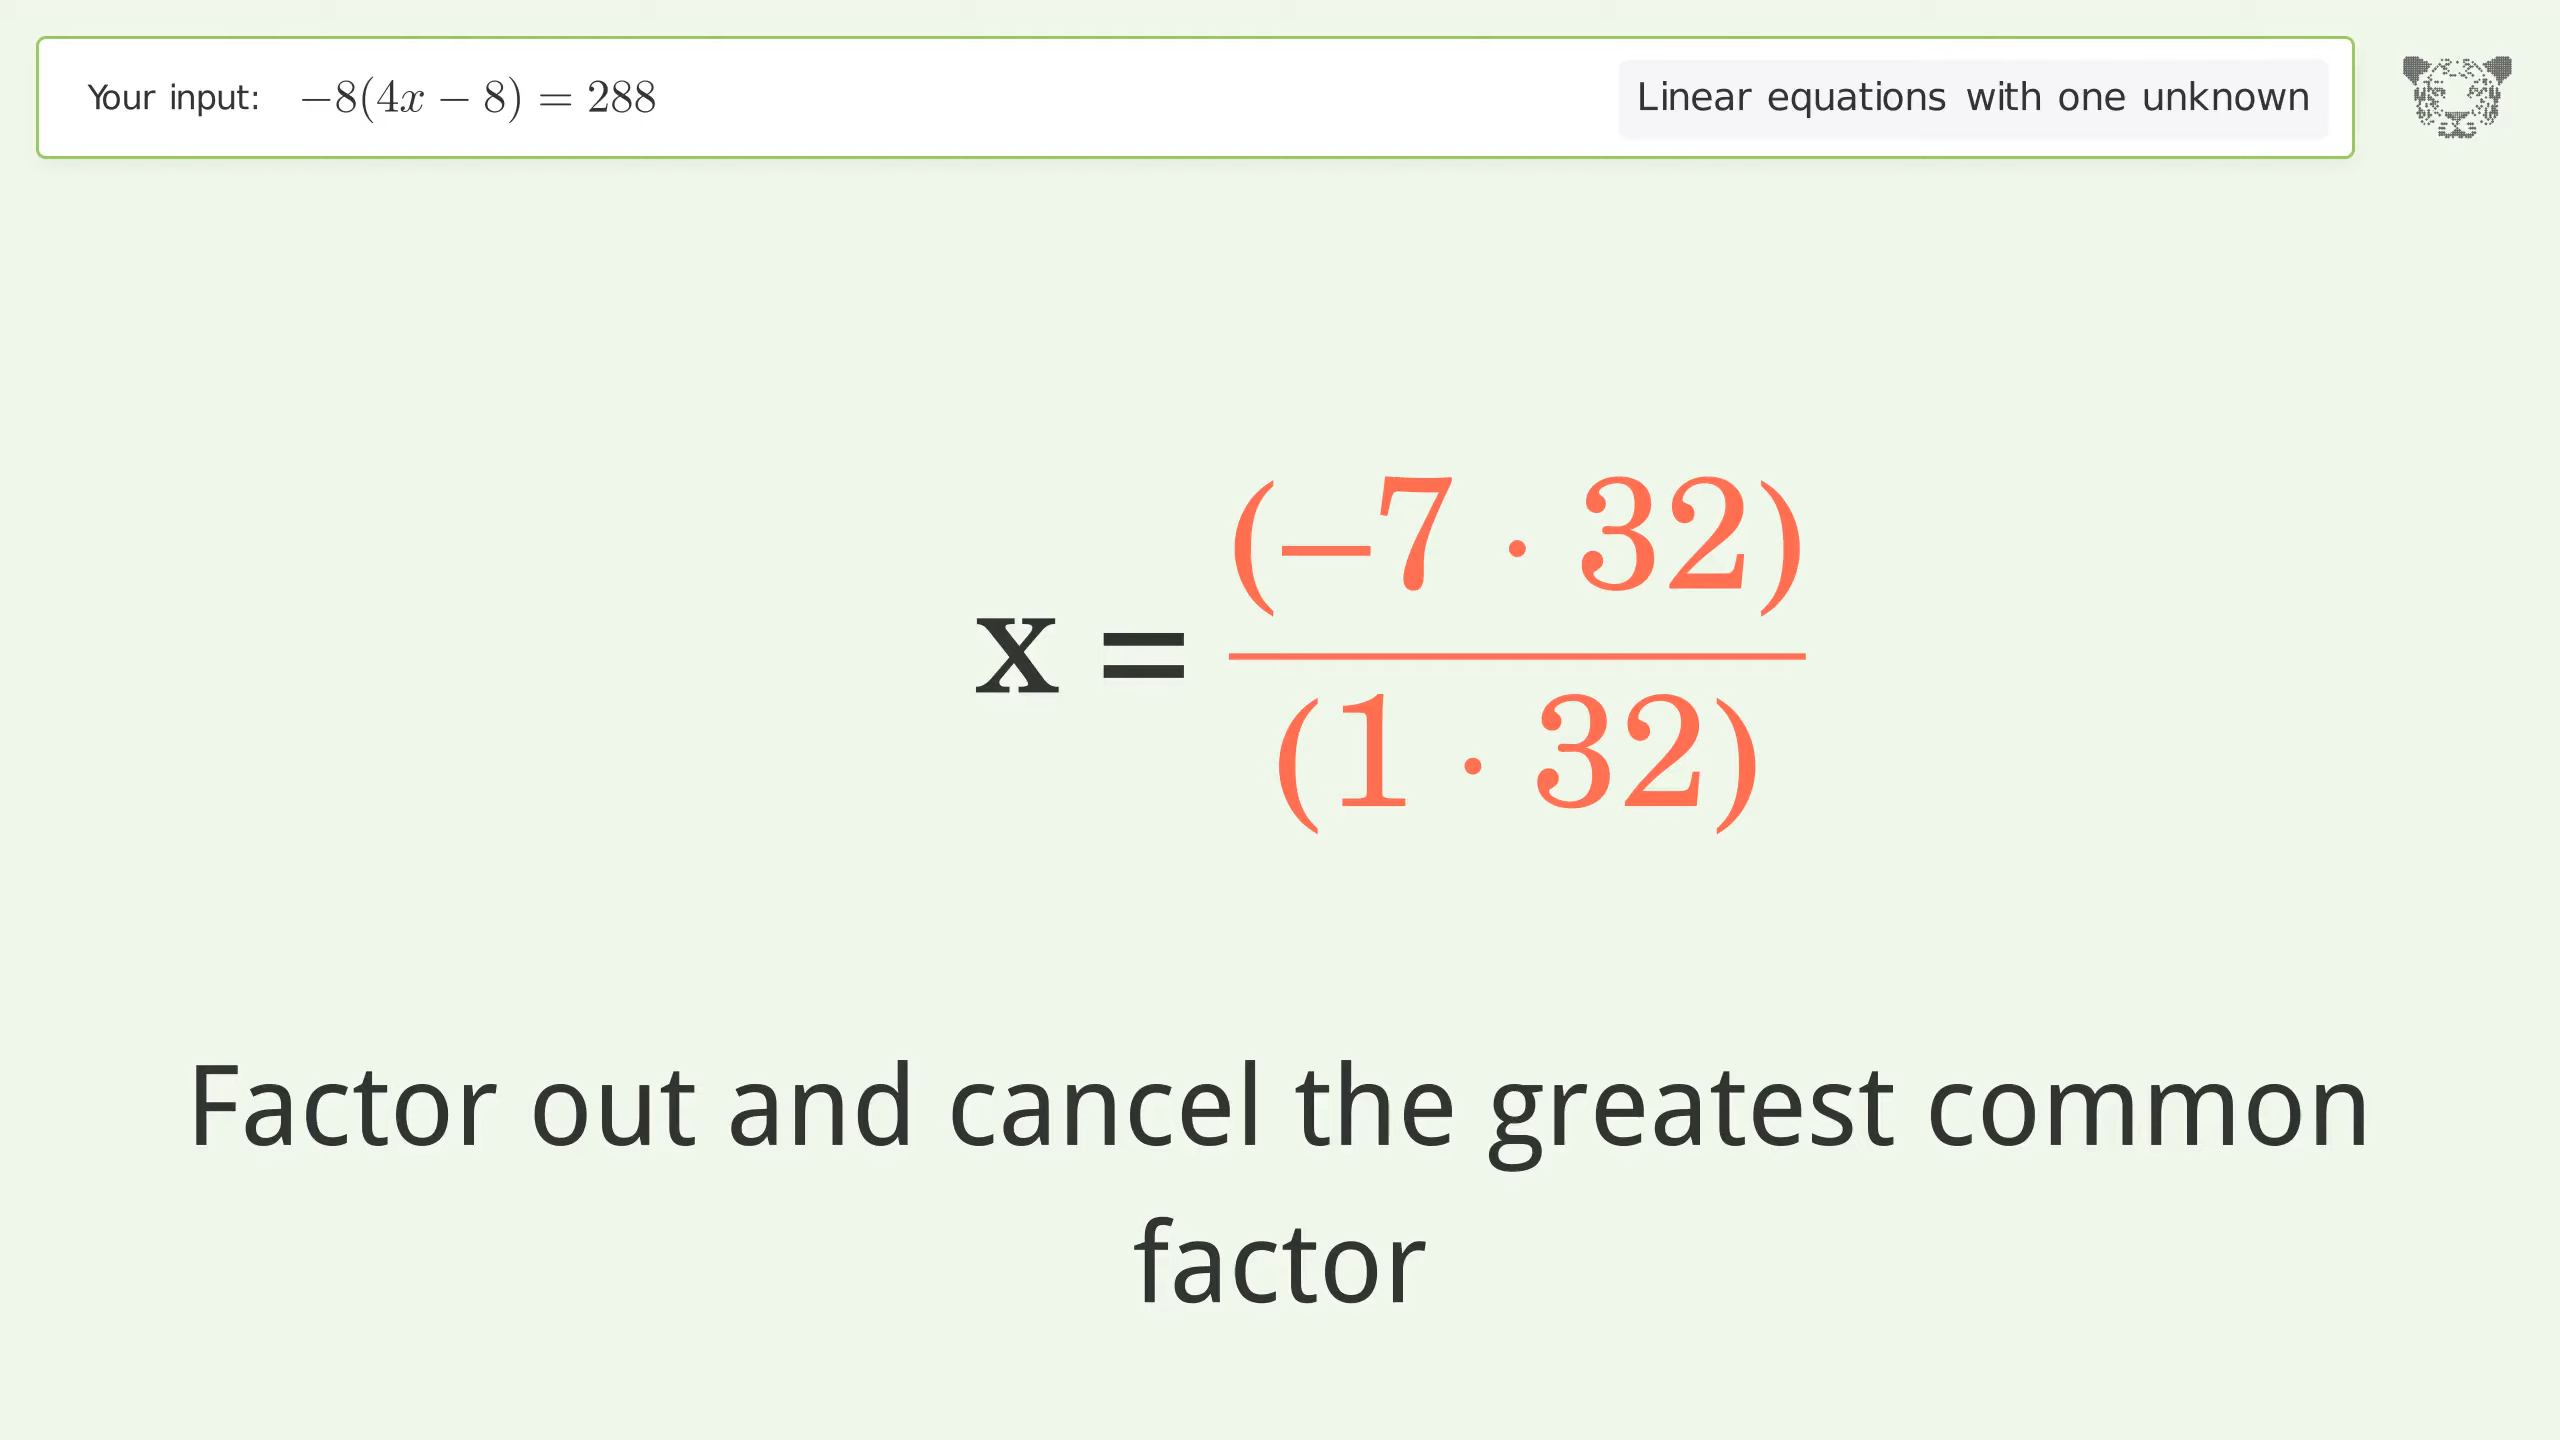 Your input: −8(4x − 8) = 288
Linear equations with one unknown
x = (−7 · 32) / (1 · 32)
Factor out and cancel the greatest common
factor